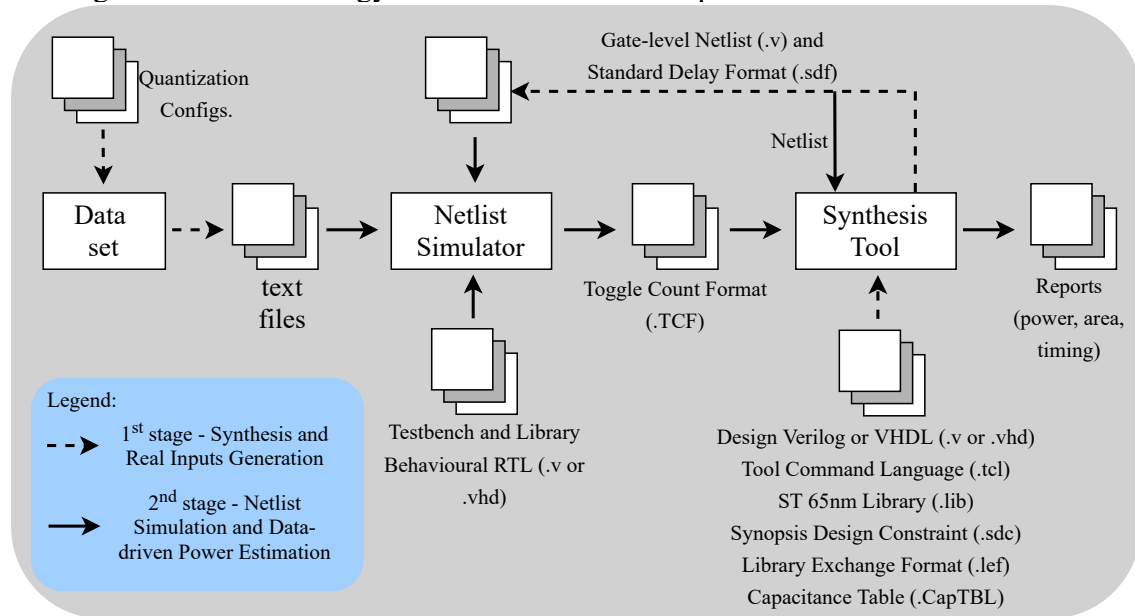 Quantization
Configs.
Gate-level Netlist (.v) and
Standard Delay Format (.sdf)
Netlist
Data
set
text
files
Netlist
Simulator
Toggle Count Format
(.TCF)
Synthesis
Tool
Reports
(power, area,
timing)
Testbench and Library
Behavioural RTL (.v or
.vhd)
Design Verilog or VHDL (.v or .vhd)
Tool Command Language (.tcl)
ST 65nm Library (.lib)
Synopsis Design Constraint (.sdc)
Library Exchange Format (.lef)
Capacitance Table (.CapTBL)
Legend:
1st stage - Synthesis and
Real Inputs Generation
2nd stage - Netlist
Simulation and Data-
driven Power Estimation